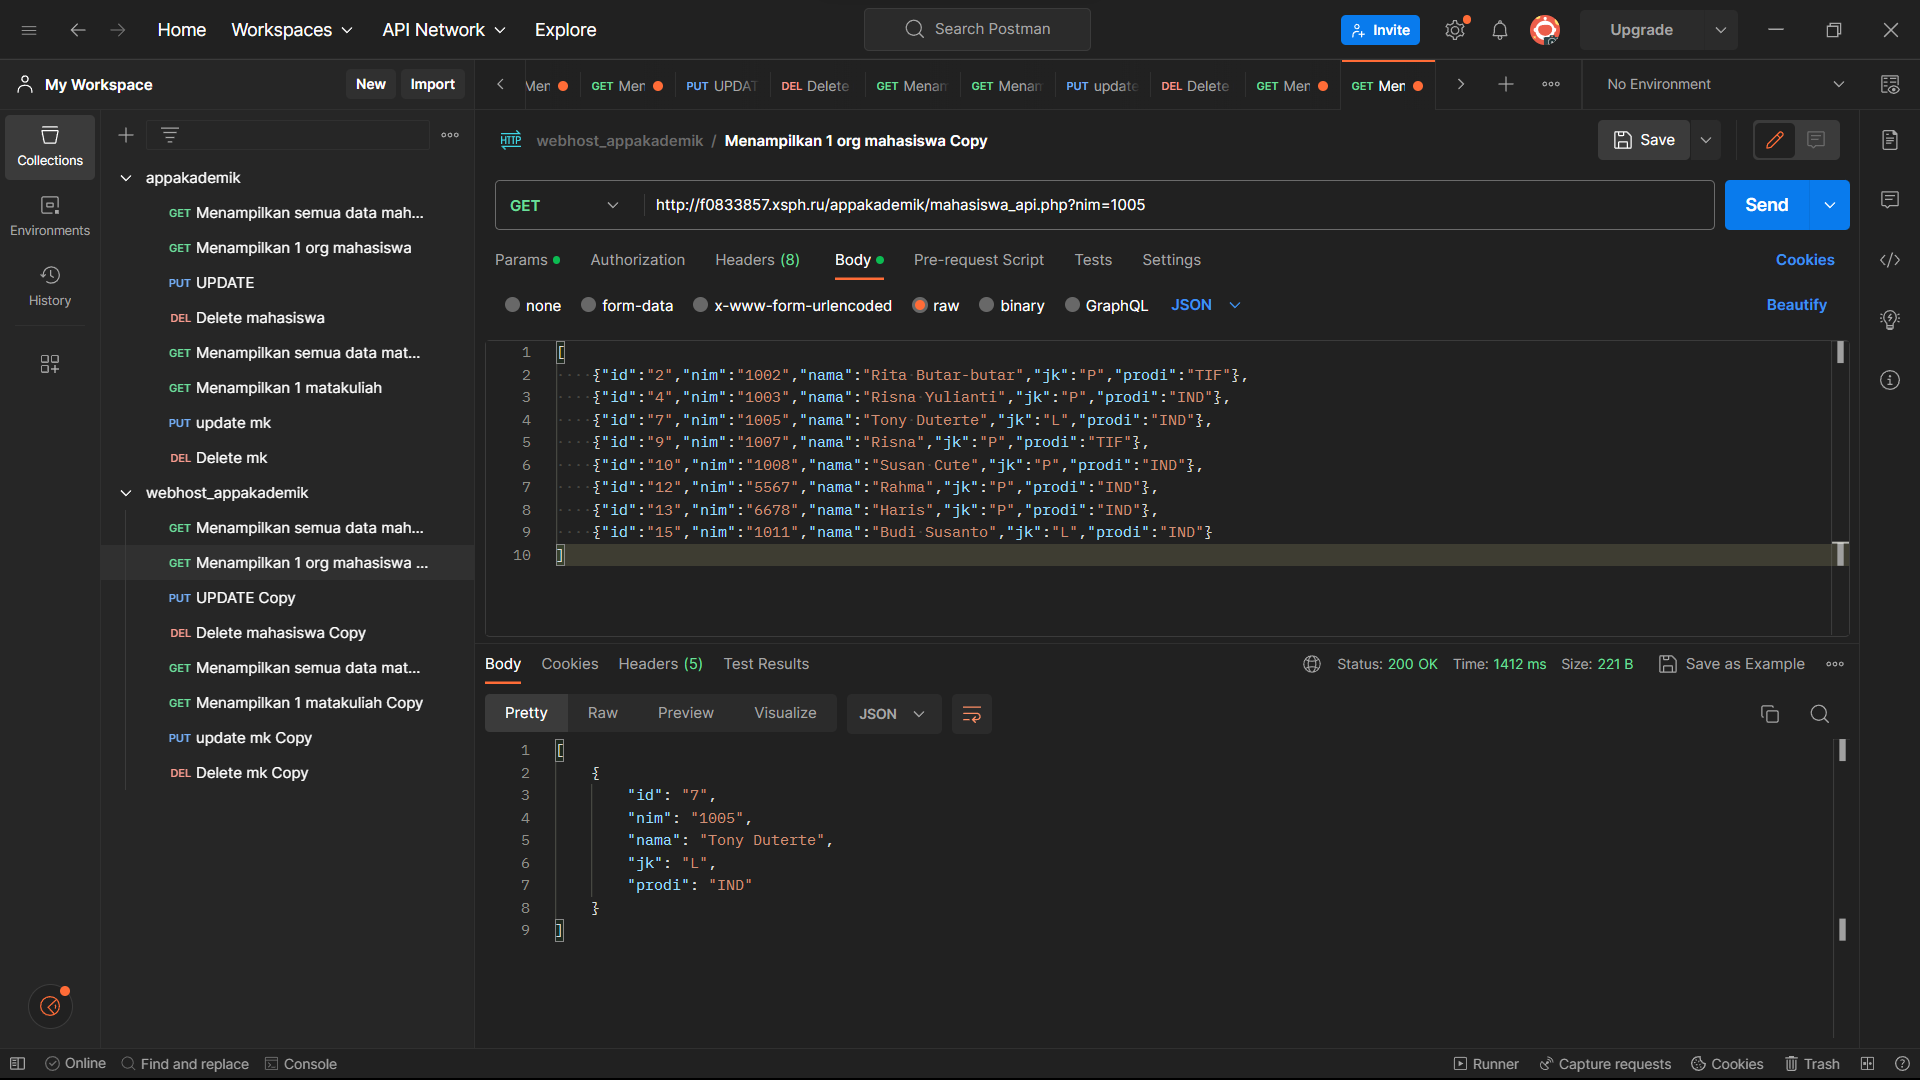 Home Workspaces API Network Explore Search Postman Invite Upgrade
My Workspace New Import Men GET Men PUT UPDAT DEL Delete GET Menam GET Menam PUT update DEL Delete GET Men GET Men No Environment
Collections
Environments
History
appakademik
GET Menampilkan semua data mah...
GET Menampilkan 1 org mahasiswa
PUT UPDATE
DEL Delete mahasiswa
GET Menampilkan semua data mat...
GET Menampilkan 1 matakuliah
PUT update mk
DEL Delete mk
webhost_appakademik
GET Menampilkan semua data mah...
GET Menampilkan 1 org mahasiswa ...
PUT UPDATE Copy
DEL Delete mahasiswa Copy
GET Menampilkan semua data mat...
GET Menampilkan 1 matakuliah Copy
PUT update mk Copy
DEL Delete mk Copy
HTTP webhost_appakademik / Menampilkan 1 org mahasiswa Copy Save
GET http://f0833857.xsph.ru/appakademik/mahasiswa_api.php?nim=1005 Send
Params Authorization Headers (8) Body Pre-request Script Tests Settings Cookies
none form-data x-www-form-urlencoded raw binary GraphQL JSON Beautify
1 [
2 {"id":"2","nim":"1002","nama":"Rita Butar-butar","jk":"P","prodi":"TIF"},
3 {"id":"4","nim":"1003","nama":"Risna Yulianti","jk":"P","prodi":"IND"},
4 {"id":"7","nim":"1005","nama":"Tony Duterte","jk":"L","prodi":"IND"},
5 {"id":"9","nim":"1007","nama":"Risna","jk":"P","prodi":"TIF"},
6 {"id":"10","nim":"1008","nama":"Susan Cute","jk":"P","prodi":"IND"},
7 {"id":"12","nim":"5567","nama":"Rahma","jk":"P","prodi":"IND"},
8 {"id":"13","nim":"6678","nama":"Haris","jk":"P","prodi":"IND"},
9 {"id":"15","nim":"1011","nama":"Budi Susanto","jk":"L","prodi":"IND"}
10 ]
Body Cookies Headers (5) Test Results Status: 200 OK Time: 1412 ms Size: 221 B Save as Example
Pretty Raw Preview Visualize JSON
1 [
2 {
3 "id": "7",
4 "nim": "1005",
5 "nama": "Tony Duterte",
6 "jk": "L",
7 "prodi": "IND"
8 }
9 ]
Online Find and replace Console Runner Capture requests Cookies Trash